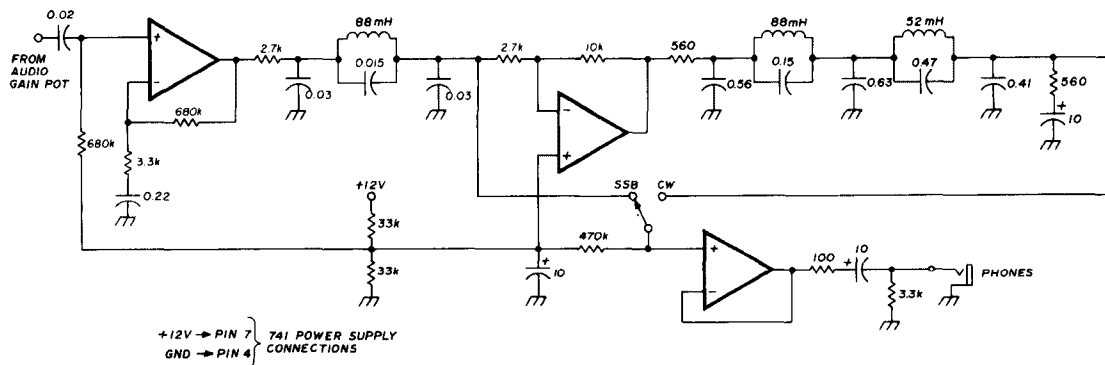 0.02
FROM
AUDIO
GAIN POT
+
-
680k
680k
3.3k
0.22
2.7k
0.03
88mH
0.015
0.03
2.7k
10k
-
+
560
0.56
88mH
0.15
0.63
52mH
0.47
0.41
560
+
10
+12V
33k
33k
SSB
CW
470k
+
10
+
-
100
10
+
3.3k
PHONES
+12V → PIN 7
GND → PIN 4
741 POWER SUPPLY
CONNECTIONS